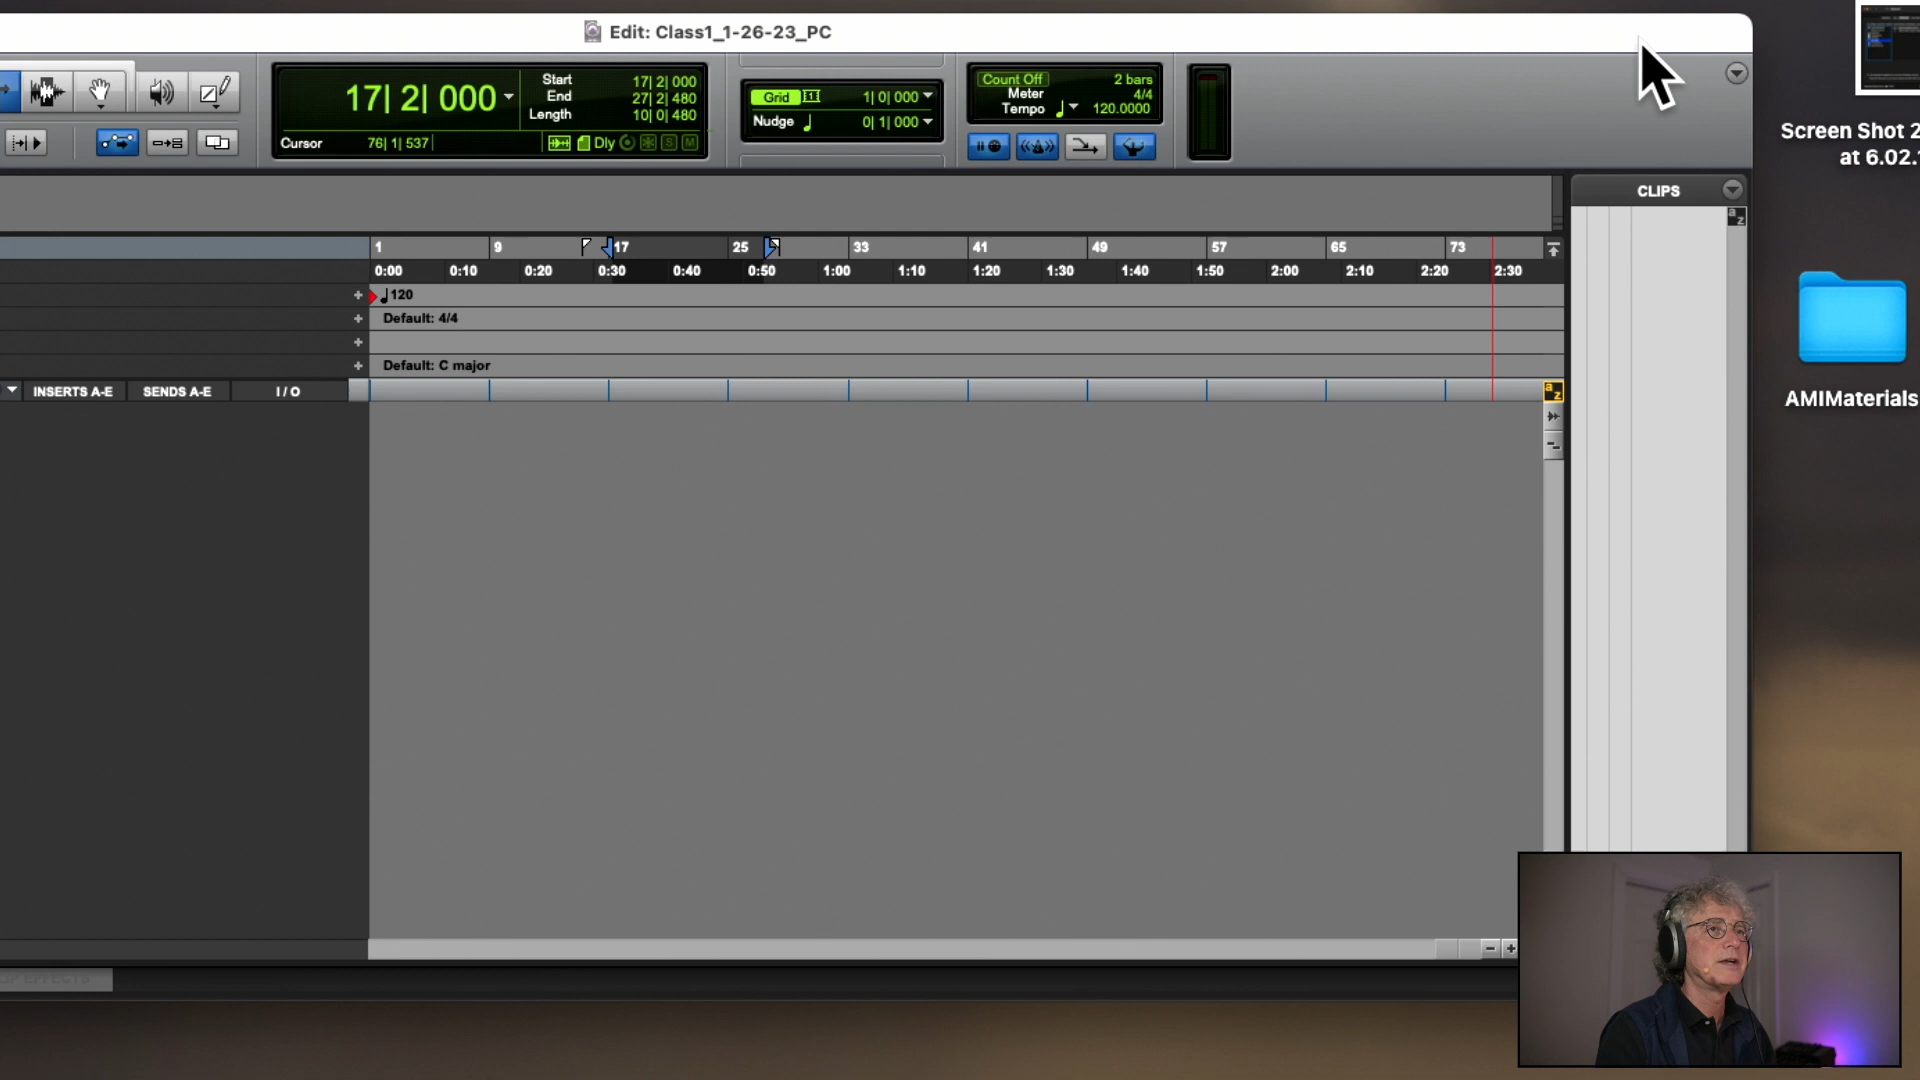 Edit: Class1_1-26-23_PC
17| 2| 000
Start 17| 2| 000
End 27| 2| 480
Length 10| 0| 480
Cursor 76| 1| 537
Dly
S M
Grid 1| 0| 000
Nudge 0| 1| 000
Count Off 2 bars
Meter 4/4
Tempo 120.0000
Screen Shot 2
at 6.02.
CLIPS
a z
1 9 17 25 33 41 49 57 65 73
0:00 0:10 0:20 0:30 0:40 0:50 1:00 1:10 1:20 1:30 1:40 1:50 2:00 2:10 2:20 2:30
120
Default: 4/4
Default: C major
INSERTS A-E SENDS A-E I / O
a z
AMIMaterials
EFFECTS